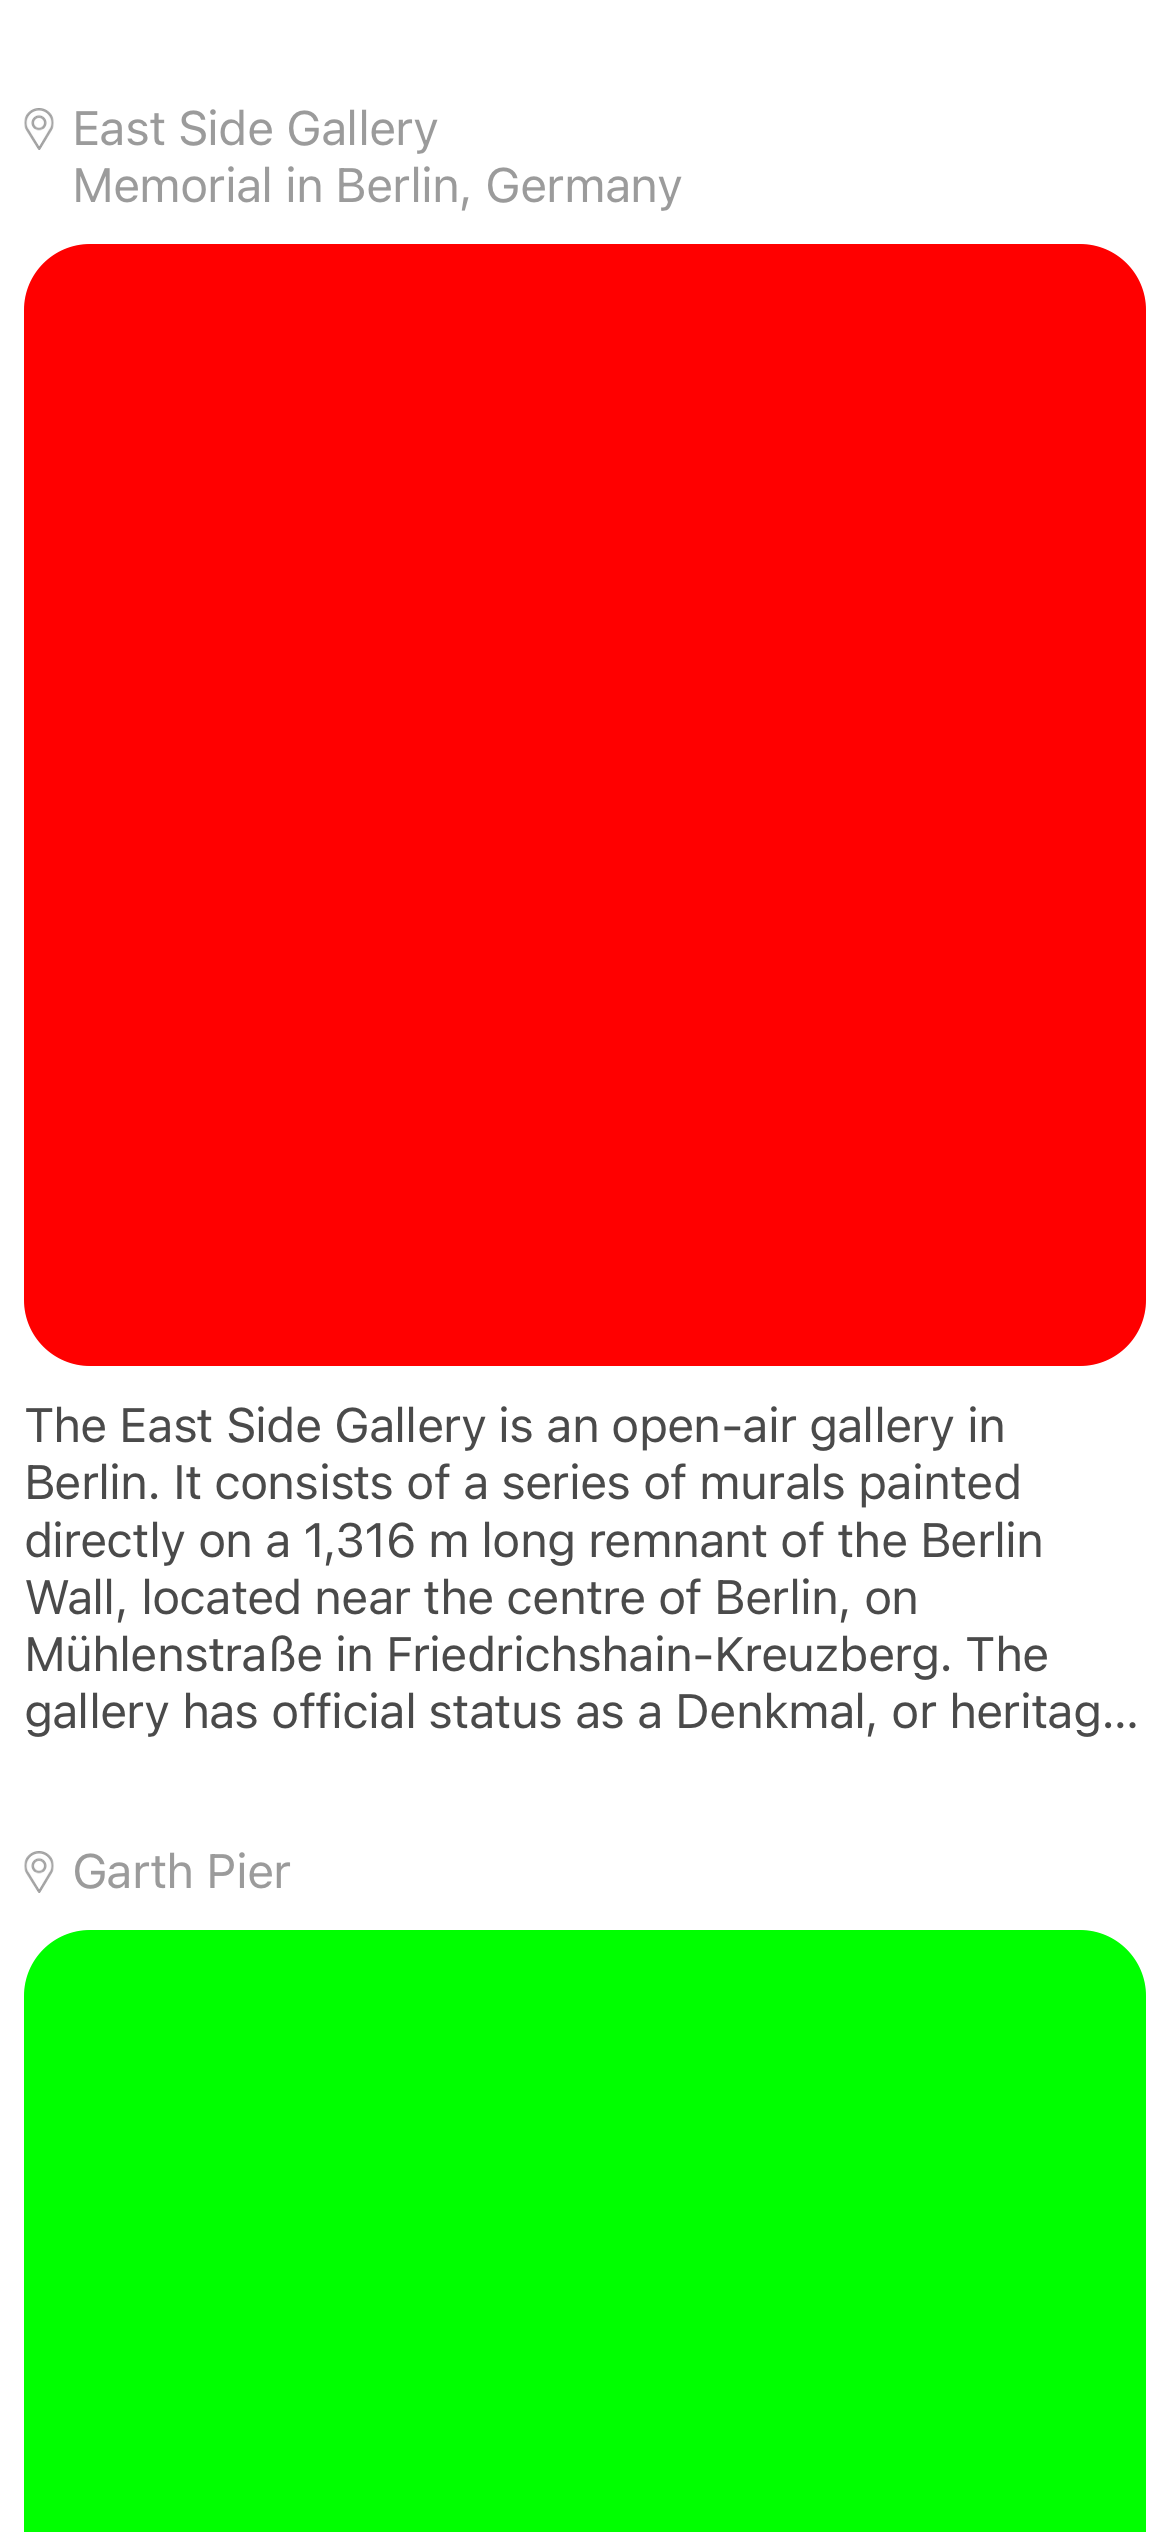 East Side Gallery
Memorial in Berlin, Germany
The East Side Gallery is an open-air gallery in
Berlin. It consists of a series of murals painted
directly on a 1,316 m long remnant of the Berlin
Wall, located near the centre of Berlin, on
Mühlenstraße in Friedrichshain-Kreuzberg. The
gallery has official status as a Denkmal, or heritag...
Garth Pier